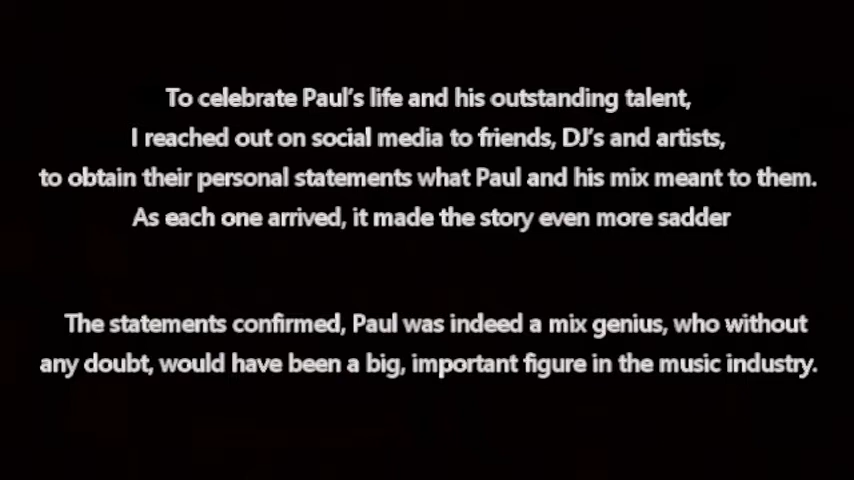 To celebrate Paul's life and his outstanding talent,
I reached out on social media to friends, DJ's and artists,
to obtain their personal statements what Paul and his mix meant to them.
As each one arrived, it made the story even more sadder
The statements confirmed, Paul was indeed a mix genius, who without
any doubt, would have been a big, important figure in the music industry.